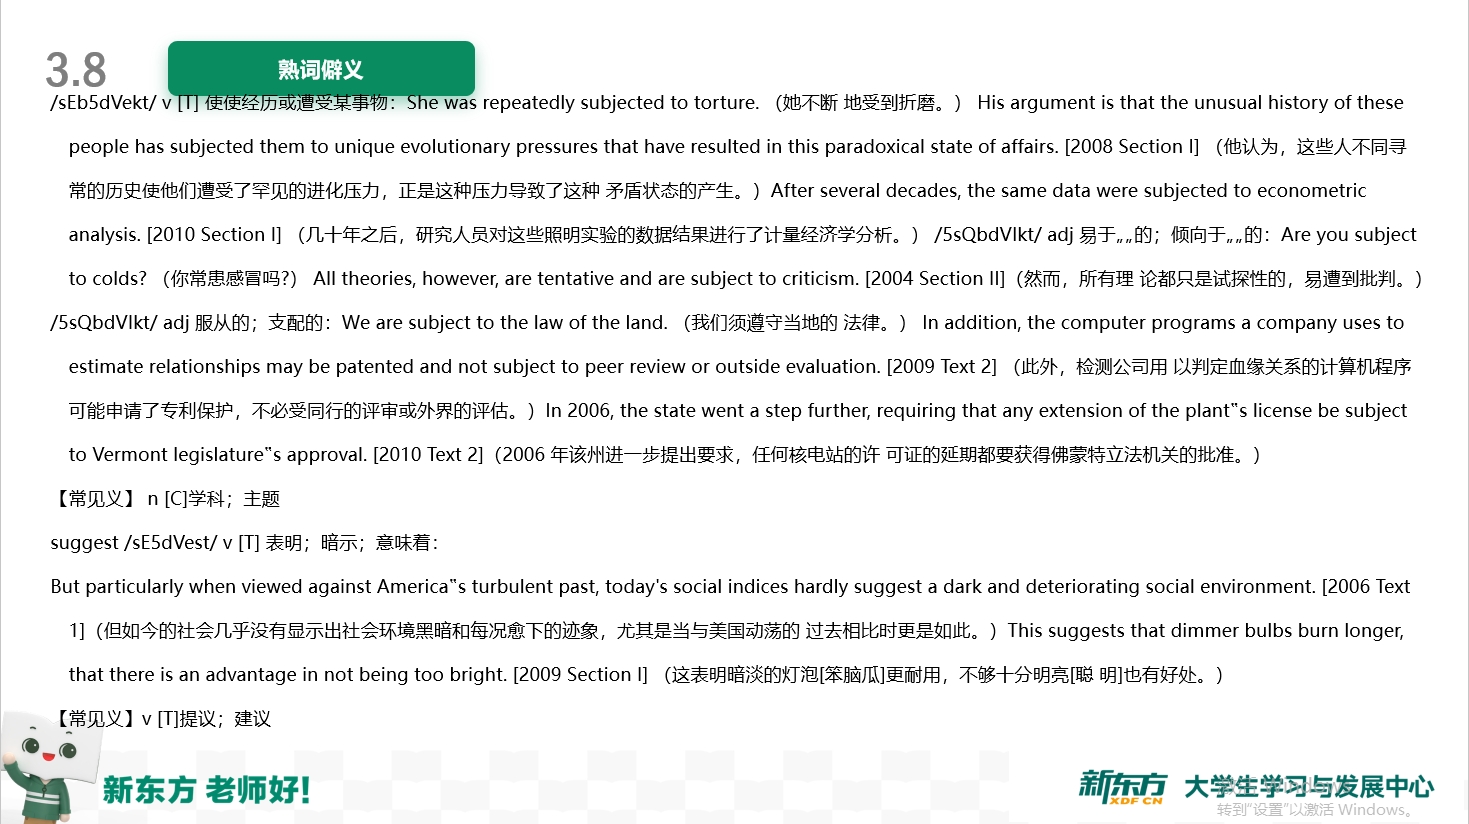 3.8
熟词僻义
/sEb5dVekt/ v [T] 使使经历或遭受某事物：She was repeatedly subjected to torture. （她不断 地受到折磨。） His argument is that the unusual history of these
people has subjected them to unique evolutionary pressures that have resulted in this paradoxical state of affairs. [2008 Section I] （他认为，这些人不同寻
常的历史使他们遭受了罕见的进化压力，正是这种压力导致了这种 矛盾状态的产生。）After several decades, the same data were subjected to econometric
analysis. [2010 Section I] （几十年之后，研究人员对这些照明实验的数据结果进行了计量经济学分析。） /5sQbdVIkt/ adj 易于„„的；倾向于„„的：Are you subject
to colds? （你常患感冒吗?） All theories, however, are tentative and are subject to criticism. [2004 Section II]（然而，所有理 论都只是试探性的，易遭到批判。）
/5sQbdVIkt/ adj 服从的；支配的：We are subject to the law of the land. （我们须遵守当地的 法律。） In addition, the computer programs a company uses to
estimate relationships may be patented and not subject to peer review or outside evaluation. [2009 Text 2] （此外，检测公司用 以判定血缘关系的计算机程序
可能申请了专利保护，不必受同行的评审或外界的评估。）In 2006, the state went a step further, requiring that any extension of the plant‟s license be subject
to Vermont legislature‟s approval. [2010 Text 2]（2006 年该州进一步提出要求，任何核电站的许 可证的延期都要获得佛蒙特立法机关的批准。）
【常见义】 n [C]学科；主题
suggest /sE5dVest/ v [T] 表明；暗示；意味着：
But particularly when viewed against America‟s turbulent past, today's social indices hardly suggest a dark and deteriorating social environment. [2006 Text
1]（但如今的社会几乎没有显示出社会环境黑暗和每况愈下的迹象，尤其是当与美国动荡的 过去相比时更是如此。）This suggests that dimmer bulbs burn longer,
that there is an advantage in not being too bright. [2009 Section I] （这表明暗淡的灯泡[笨脑瓜]更耐用，不够十分明亮[聪 明]也有好处。）
【常见义】v [T]提议；建议
新东方 老师好!
新东方 XDF.CN 大学生学习与发展中心
激活 Windows
转到"设置"以激活 Windows。